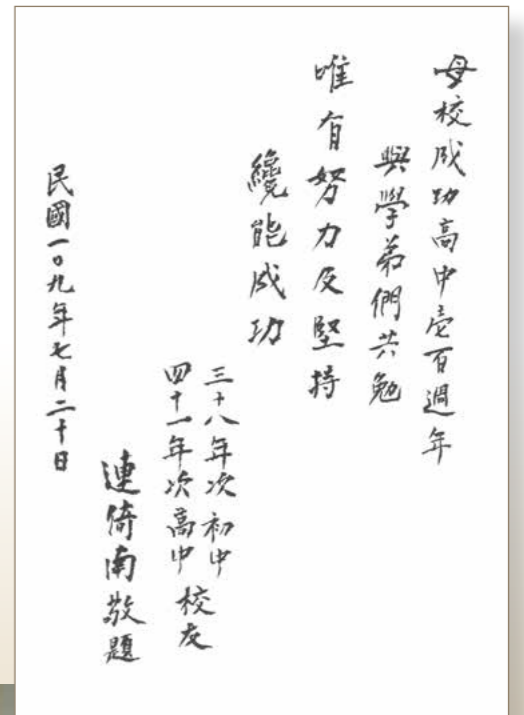 母校成功高中壱百週年
與學弟們共勉
唯有努力及堅持
纔能成功
三十八年次初中
四十一年次高中校友
連倚南敬題
民國一〇九年七月二十日